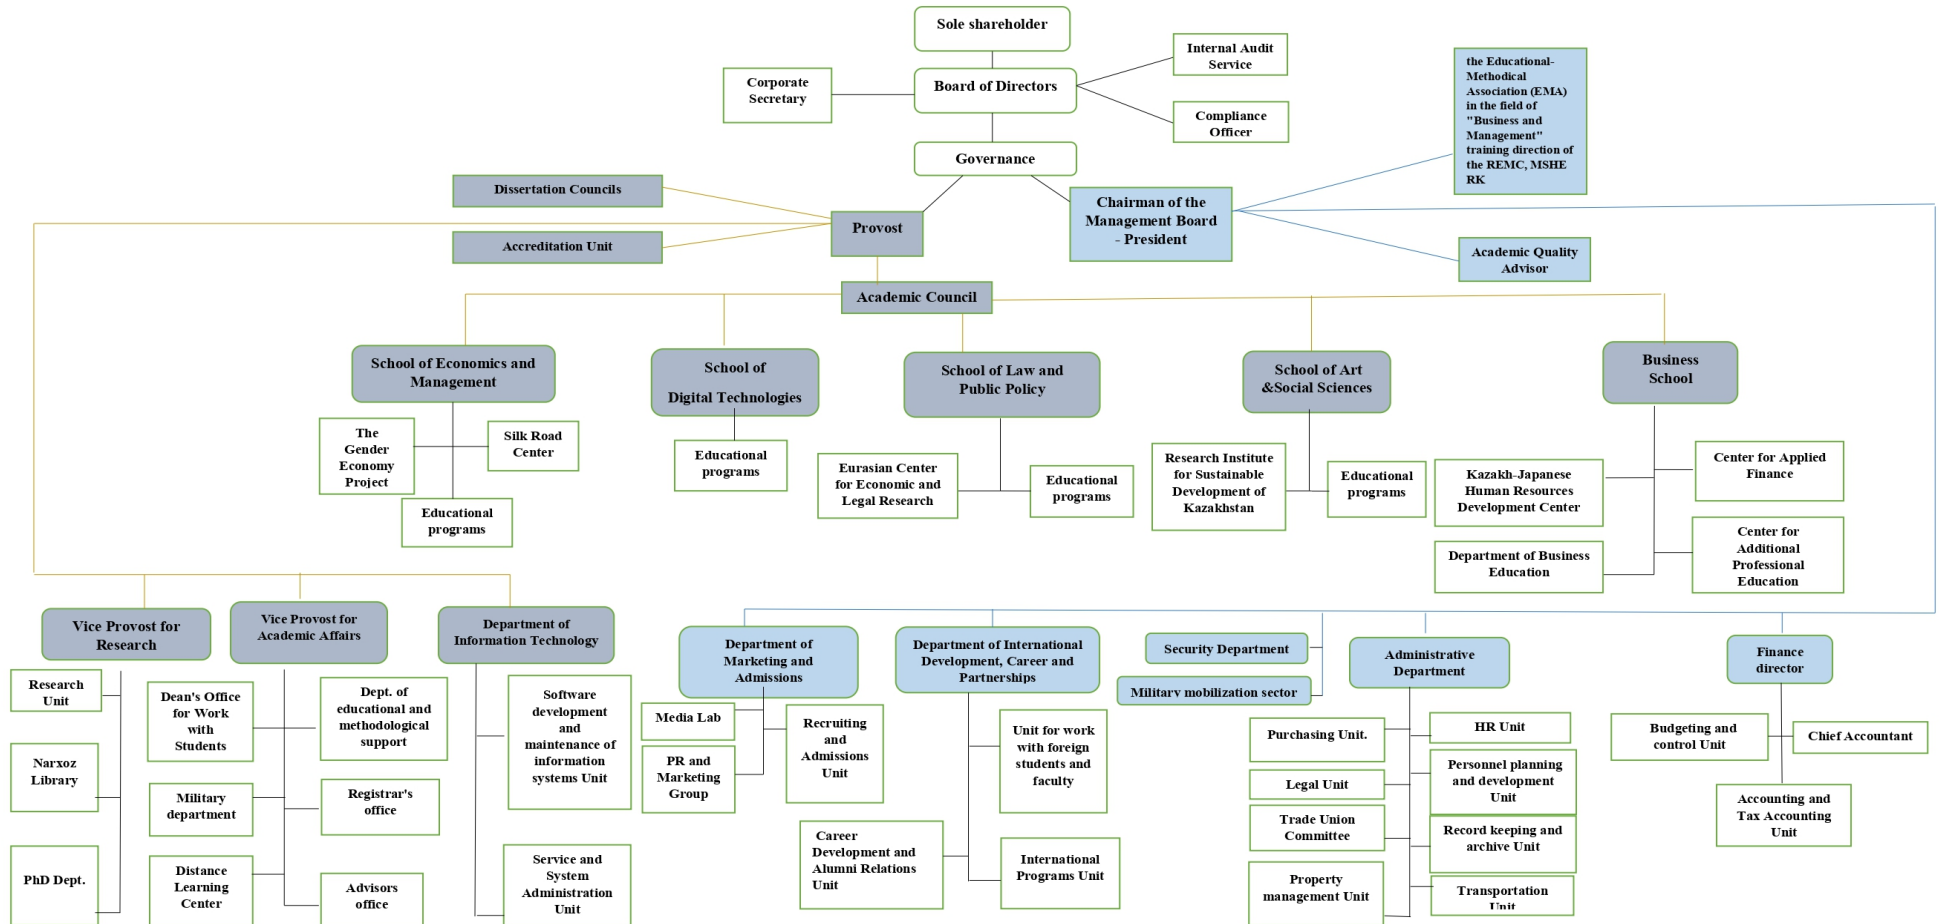 Sole shareholder
Internal Audit
Service
Corporate
Secretary
Board of Directors
Compliance
Officer
the Educational-
Methodical
Association (EMA)
in the field of
"Business and
Management"
training direction of
the REMC, MSHE
RK
Governance
Dissertation Councils
Provost
Chairman of the
Management Board
- President
Accreditation Unit
Academic Quality
Advisor
Academic Council
School of Economics and
Management
School of
Digital Technologies
School of Law and
Public Policy
School of Art
&Social Sciences
Business
School
The
Gender
Economy
Project
Silk Road
Center
Educational
programs
Educational
programs
Eurasian Center
for Economic and
Legal Research
Educational
programs
Research Institute
for Sustainable
Development of
Kazakhstan
Educational
programs
Kazakh-Japanese
Human Resources
Development Center
Center for Applied
Finance
Department of Business
Education
Center for
Additional
Professional
Education
Vice Provost for
Research
Vice Provost for
Academic Affairs
Department of
Information Technology
Department of
Marketing and
Admissions
Department of International
Development, Career and
Partnerships
Security Department
Military mobilization sector
Administrative
Department
Finance
director
Research
Unit
Narxoz
Library
PhD Dept.
Dean's Office
for Work
with
Students
Dept. of
educational and
methodological
support
Military
department
Registrar's
office
Distance
Learning
Center
Advisors
office
Software
development
and
maintenance of
information
systems Unit
Service and
System
Administration
Unit
Media Lab
PR and
Marketing
Group
Recruiting
and
Admissions
Unit
Unit for work
with foreign
students and
faculty
Career
Development and
Alumni Relations
Unit
International
Programs Unit
Purchasing Unit.
HR Unit
Legal Unit
Personnel planning
and development
Unit
Trade Union
Committee
Record keeping and
archive Unit
Property
management Unit
Transportation
Unit
Budgeting and
control Unit
Chief Accountant
Accounting and
Tax Accounting
Unit